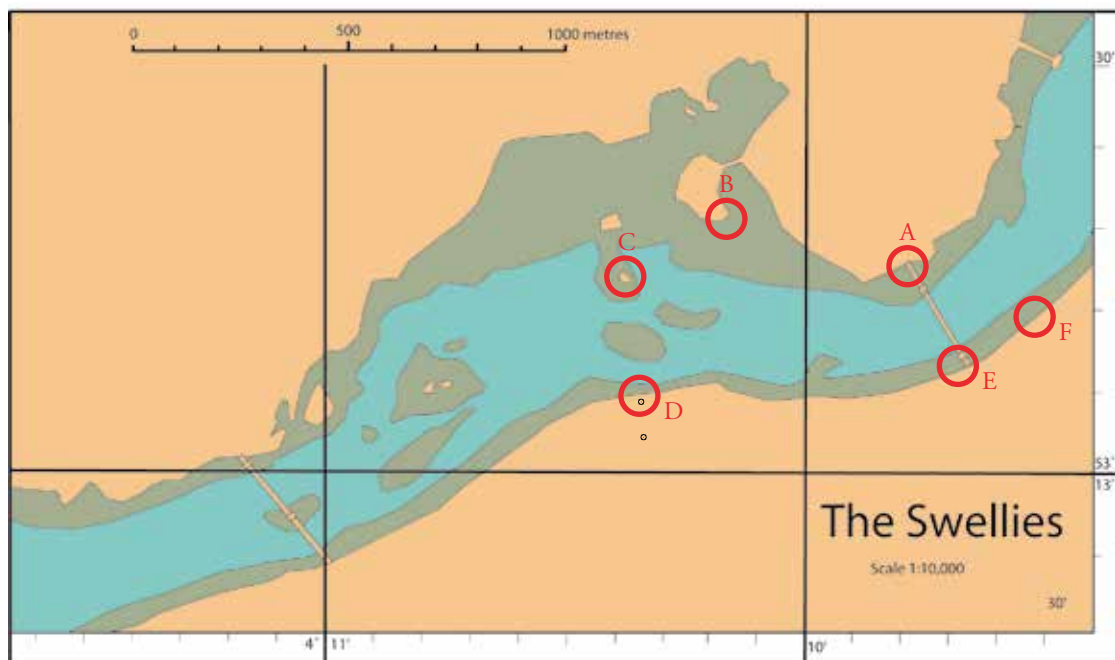 0 500 1000 metres
30'
B
A
C
F
E
D
53°
13'
The Swellies
Scale 1:10,000
30'
4° 11' 10'